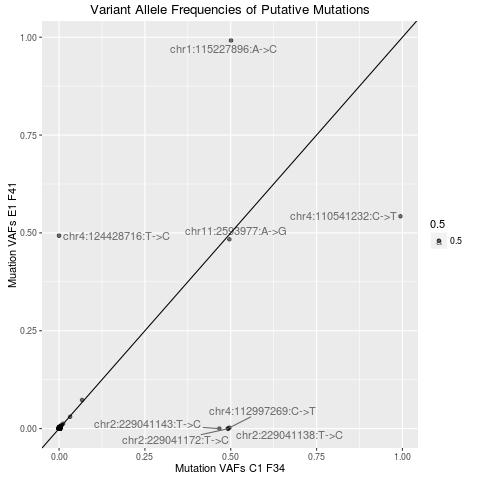 Variant Allele Frequencies of Putative Mutations
1.00
chr1:115227896:A->C
0.75
0.5
0.5
chr4:110541232:C->T
chr11:2593977:A->G
0.50
chr4:124428716:T->C
Muation VAFs E1 F41
0.25
chr4:112997269:C->T
chr2:229041143:T->C
0.00
chr2:229041138:T->C
chr2:229041172:T->C
0.00 0.25 0.50 0.75 1.00
Mutation VAFs C1 F34